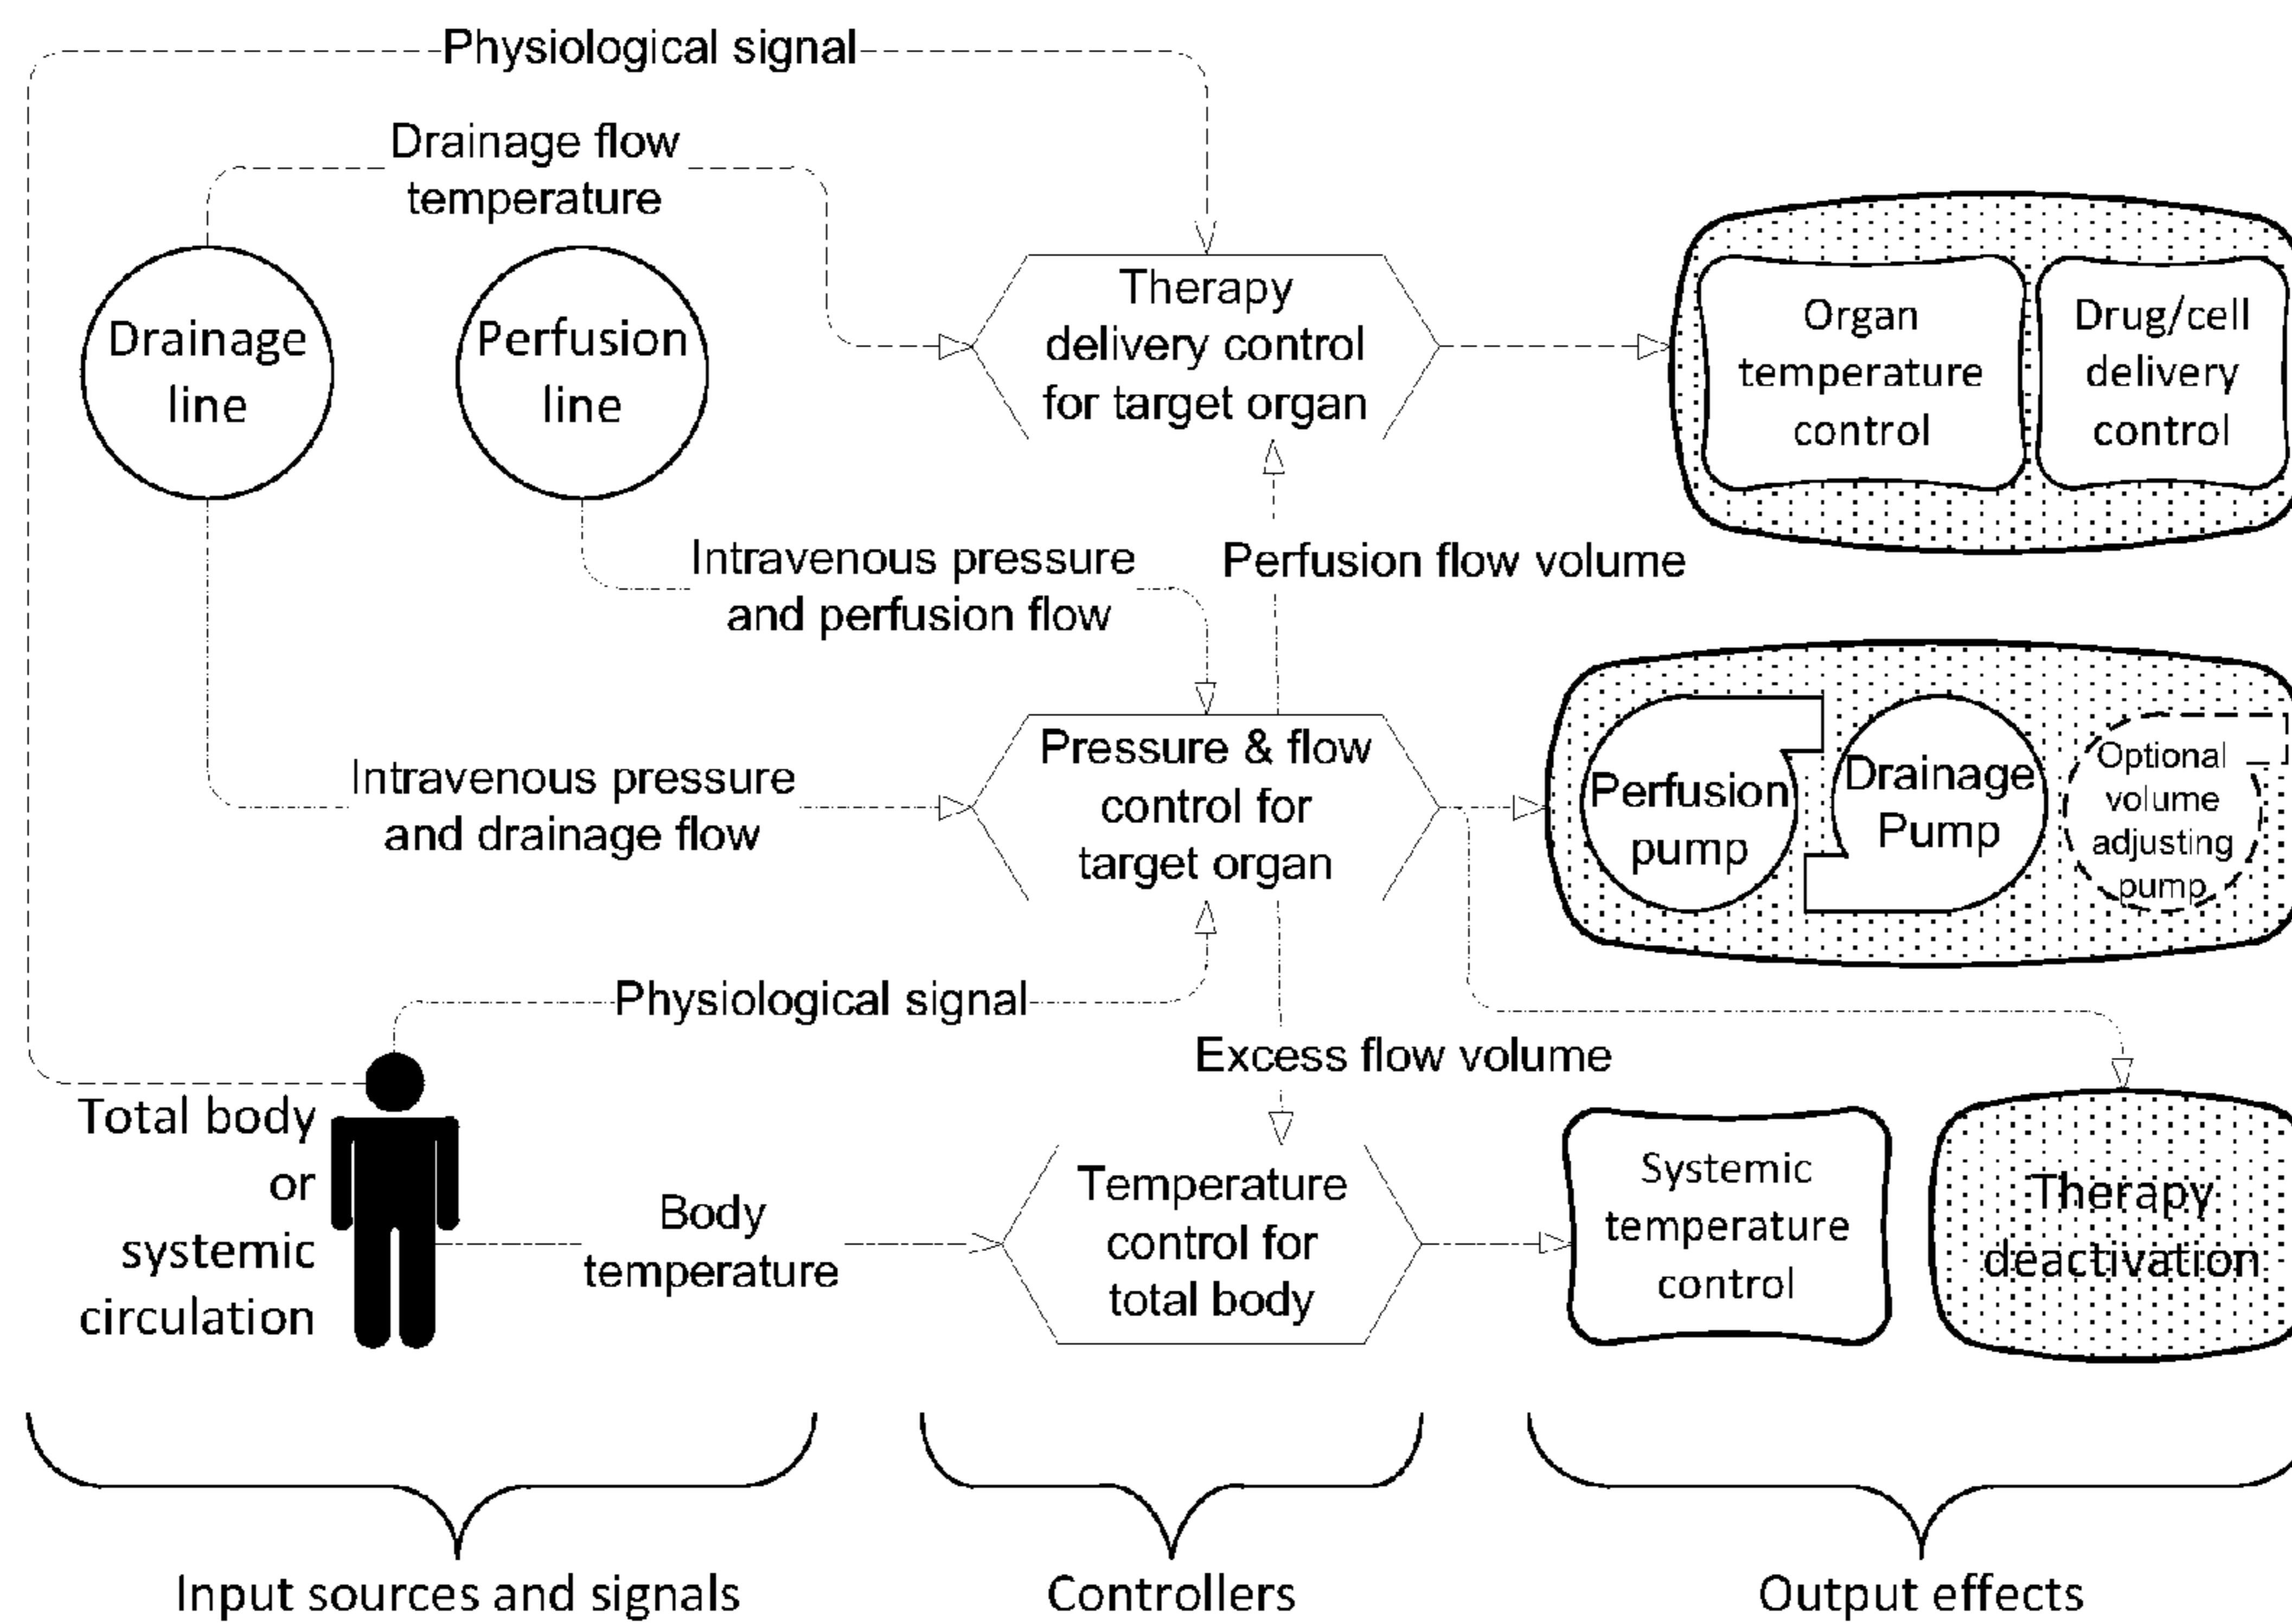 Physiological signal
Drainage flow
temperature
Drainage
line
Perfusion
line
Therapy
delivery control
for target organ
Organ
temperature
control
Drug/cell
delivery
control
Intravenous pressure
and perfusion flow
Perfusion flow volume
Intravenous pressure
and drainage flow
Pressure & flow
control for
target organ
Perfusion
pump
Drainage
Pump
Optional
volume
adjusting
pump
Physiological signal
Excess flow volume
Total body
or
systemic
circulation
Body
temperature
Temperature
control for
total body
Systemic
temperature
control
Therapy
deactivation
Input sources and signals
Controllers
Output effects